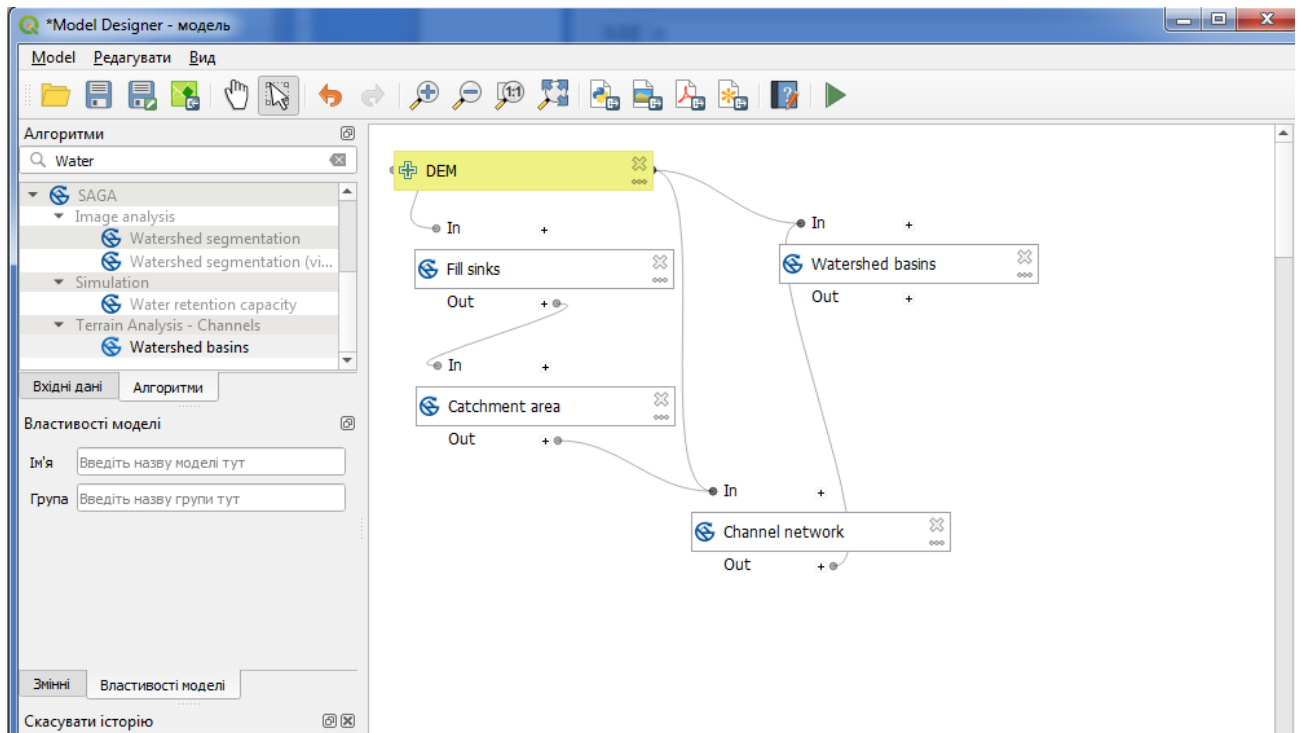 *Model Designer - модель
Model Редагувати Вид
Алгоритми
Water
SAGA
Image analysis
Watershed segmentation
Watershed segmentation (vi...
Simulation
Water retention capacity
Terrain Analysis - Channels
Watershed basins
Вхідні дані Алгоритми
Властивості моделі
Ім'я Введіть назву моделі тут
Група Введіть назву групи тут
Змінні Властивості моделі
Скасувати історію
DEM
In +
Fill sinks
Out +
In +
Catchment area
Out +
In +
Watershed basins
Out +
In +
Channel network
Out +